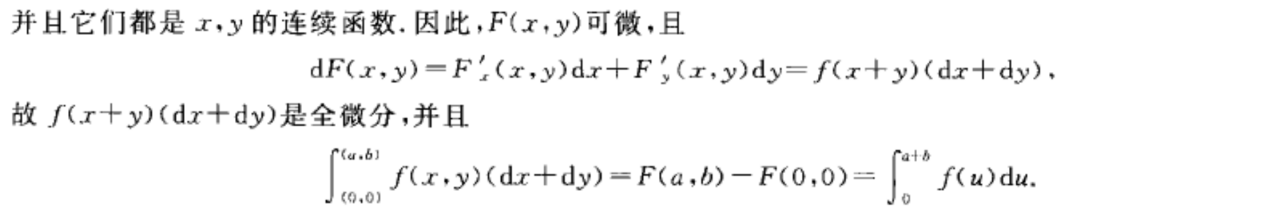 并且它们都是 x,y 的连续函数.因此,F(x,y)可微,且
dF(x,y)=F′ₓ(x,y)dx+F′ᵧ(x,y)dy=f(x+y)(dx+dy),
故 f(x+y)(dx+dy)是全微分,并且
∫_{(0,0)}^{(a,b)} f(x,y)(dx+dy)=F(a,b)-F(0,0)=∫_0^{a+b} f(u)du.